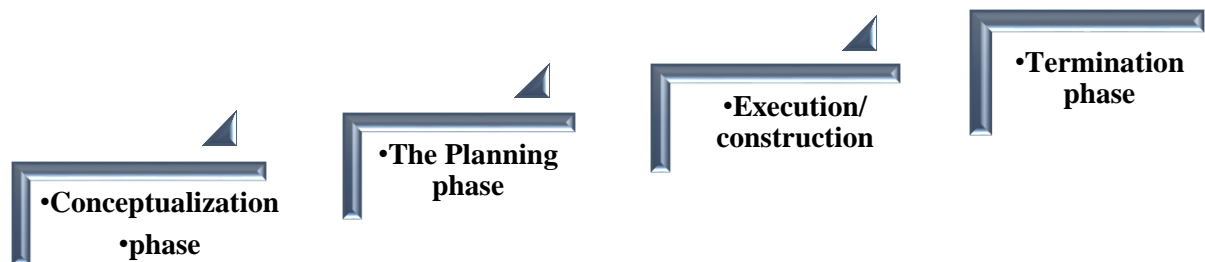 •Conceptualization
•phase
•The Planning
phase
•Execution/
construction
•Termination
phase